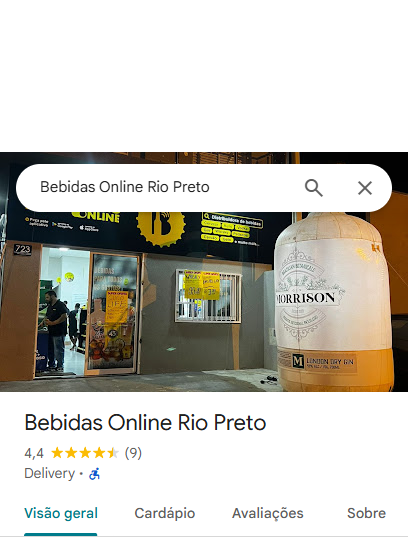 Bebidas Online Rio Preto
ONLINE
Distribuidora de bebidas
723
MORRISON
M LONDON DRY GIN
Bebidas Online Rio Preto
4,4 (9)
Delivery •
Visão geral Cardápio Avaliações Sobre